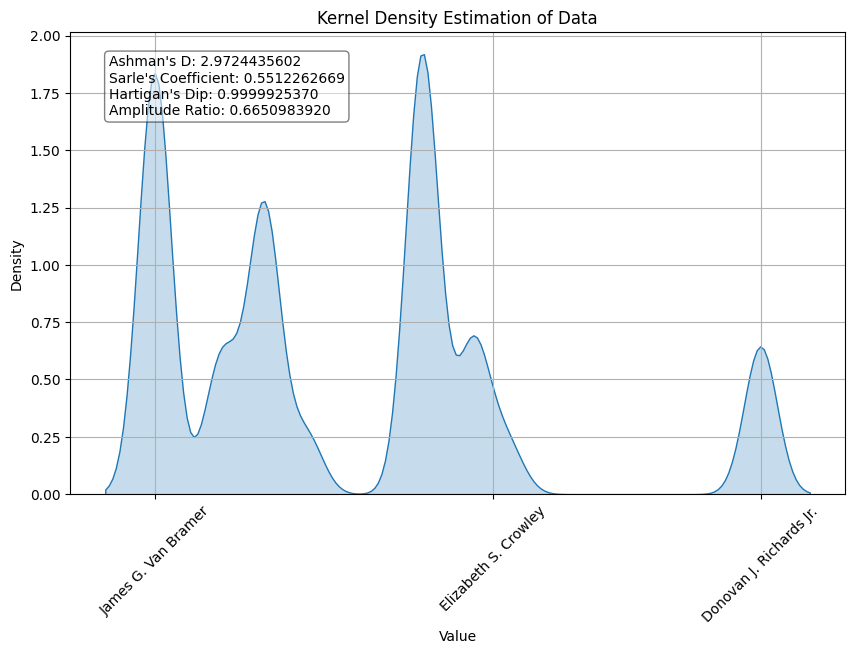 Kernel Density Estimation of Data
Ashman's D: 2.9724435602
Sarle's Coefficient: 0.5512262669
Hartigan's Dip: 0.9999925370
Amplitude Ratio: 0.6650983920
2.00
1.75
1.50
1.25
1.00
0.75
0.50
0.25
0.00
Density
James G. Van Bramer
Elizabeth S. Crowley
Donovan J. Richards Jr.
Value